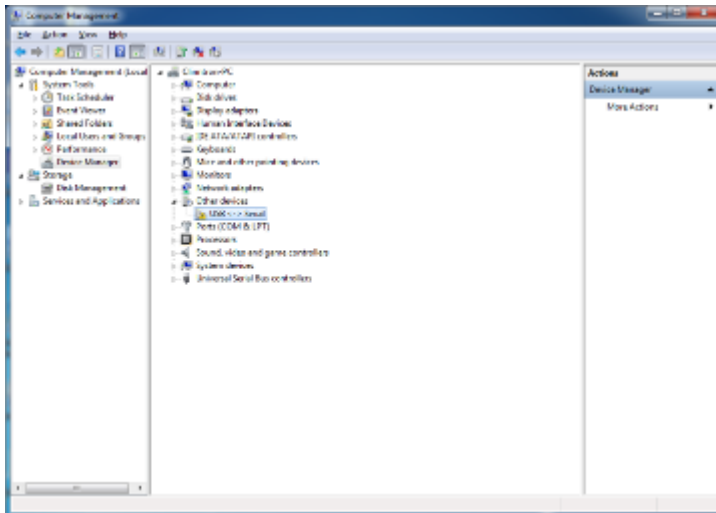 Computer Management
File Action View Help
Computer Management (Local
System Tools
Task Scheduler
Event Viewer
Shared Folders
Local Users and Groups
Performance
Device Manager
Storage
Disk Management
Services and Applications
Computer
Disk drives
Display adapters
Human Interface Devices
IDE ATA/ATAPI controllers
Keyboards
Mice and other pointing devices
Monitors
Network adapters
Other devices
Serial
Ports (COM & LPT)
Processors
Sound, video and game controllers
System devices
Universal Serial Bus controllers
Actions
Device Manager
More Actions